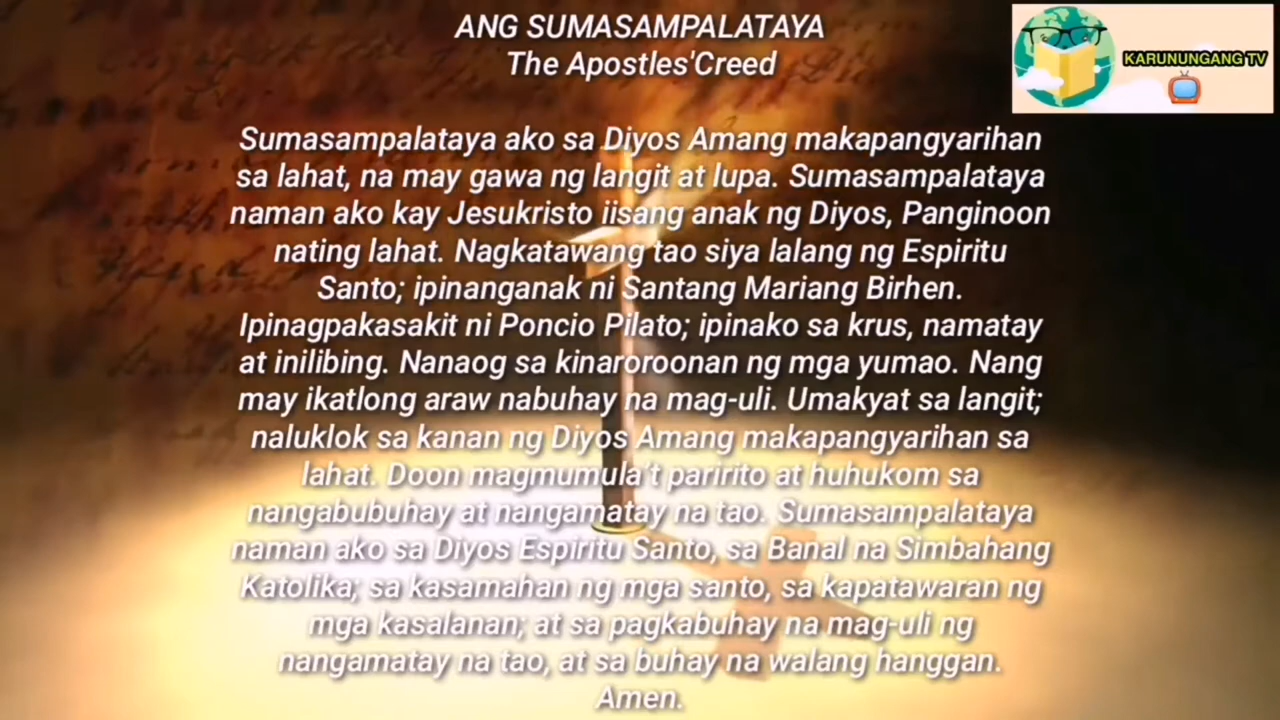 ANG SUMASAMPALATAYA
The Apostles'Creed
KARUNUNGANG TV
Sumasampalataya ako sa Diyos Amang makapangyarihan
sa lahat, na may gawa ng langit at lupa. Sumasampalataya
naman ako kay Jesukristo iisang anak ng Diyos, Panginoon
nating lahat. Nagkatawang tao siya lalang ng Espiritu
Santo; ipinanganak ni Santang Mariang Birhen.
Ipinagpakasakit ni Poncio Pilato; ipinako sa krus, namatay
at inilibing. Nanaog sa kinaroroonan ng mga yumao. Nang
may ikatlong araw nabuhay na mag-uli. Umakyat sa langit;
naluklok sa kanan ng Diyos Amang makapangyarihan sa
lahat. Doon magmumula't paririto at huhukom sa
nangabubuhay at nangamatay na tao. Sumasampalataya
naman ako sa Diyos Espiritu Santo, sa Banal na Simbahang
Katolika; sa kasamahan ng mga santo, sa kapatawaran ng
mga kasalanan; at sa pagkabuhay na mag-uli ng
nangamatay na tao, at sa buhay na walang hanggan.
Amen.